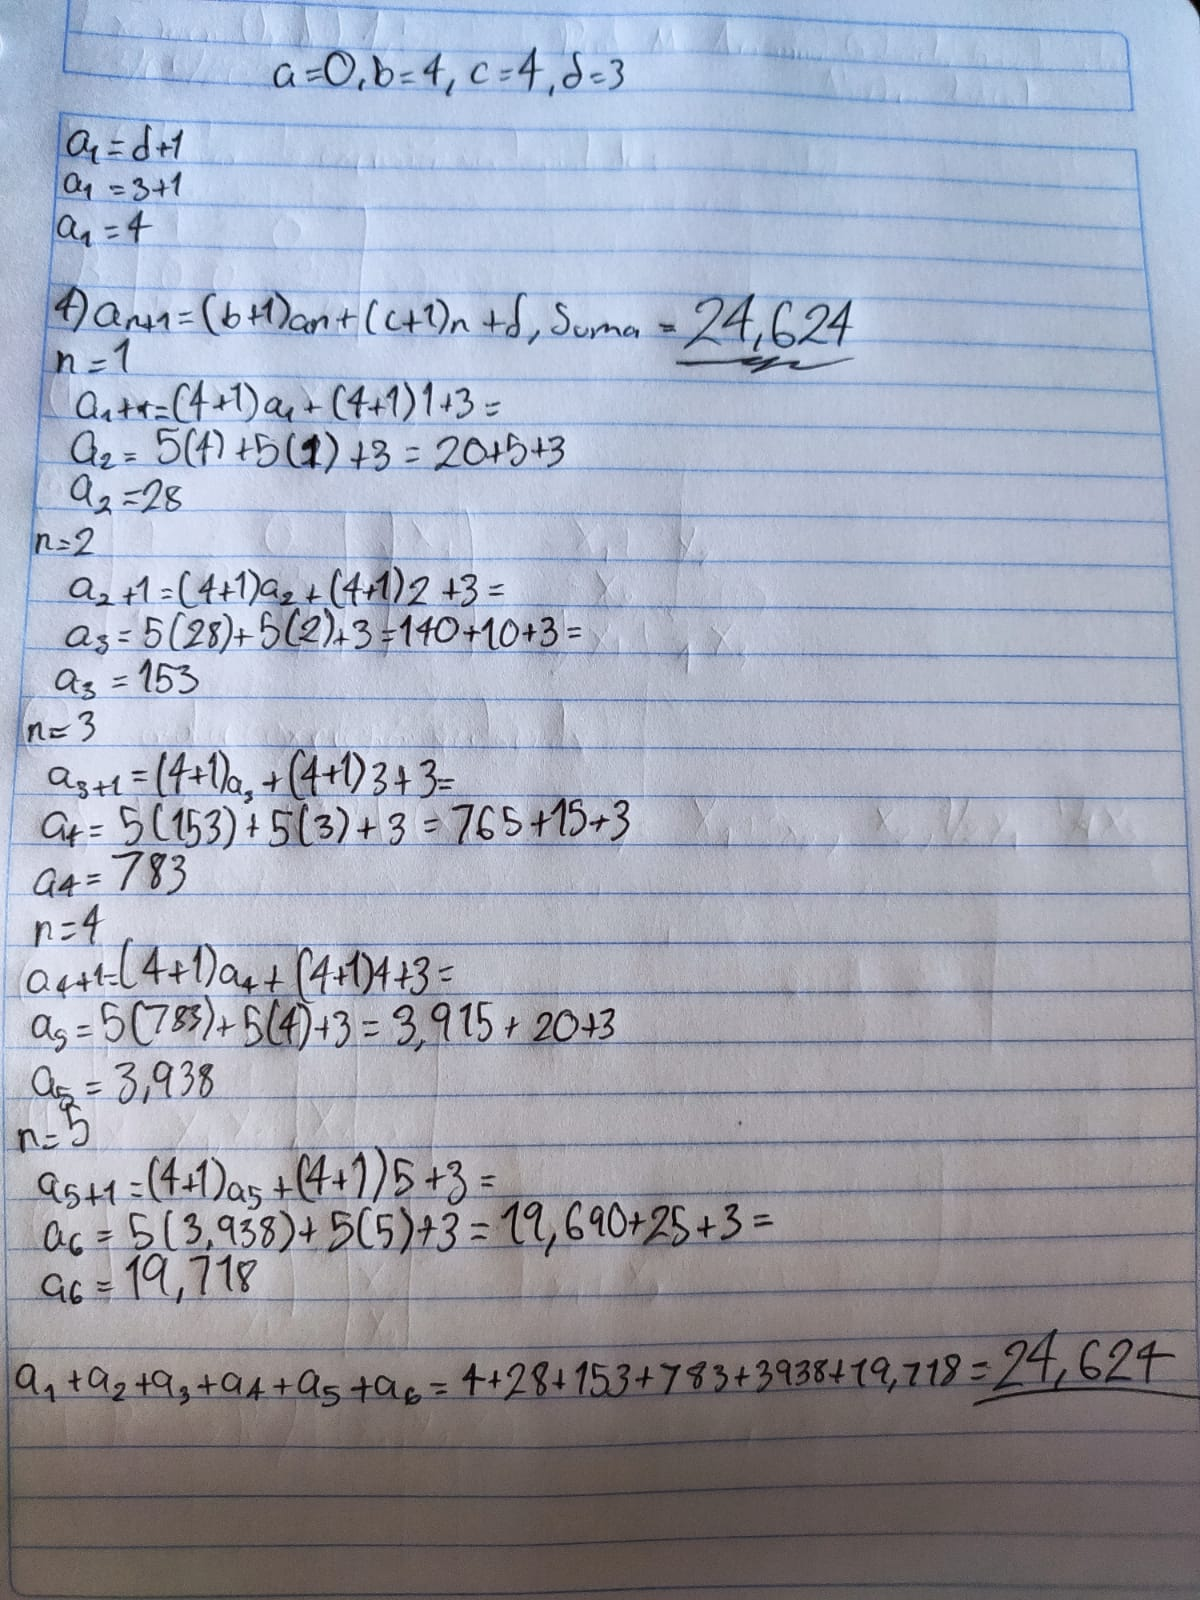 a=0, b=4, c=4, d=3
a₁=d+1
a₁=3+1
a₁=4
4) aₙ₊₁=(b+1)aₙ+(c+1)n+d, Suma = 24,624
n=1
a₁+1=(4+1)a₁+(4+1)1+3=
a₂= 5(4)+5(1)+3=20+5+3
a₂=28
n=2
a₂+1=(4+1)a₂+(4+1)2+3=
a₃=5(28)+5(2)+3=140+10+3=
a₃=153
n=3
a₃₊₁=(4+1)a₃+(4+1)3+3=
a₄=5(153)+5(3)+3=765+15+3
a₄=783
n=4
a₄+1=(4+1)a₄+(4+1)4+3=
a₅=5(783)+5(4)+3=3,915+20+3
a₅=3,938
n=5
a₅₊₁=(4+1)a₅+(4+1)5+3=
a₆=5(3,938)+5(5)+3=19,690+25+3=
a₆=19,718
a₁+a₂+a₃+a₄+a₅+a₆=4+28+153+783+3938+19,718=24,624